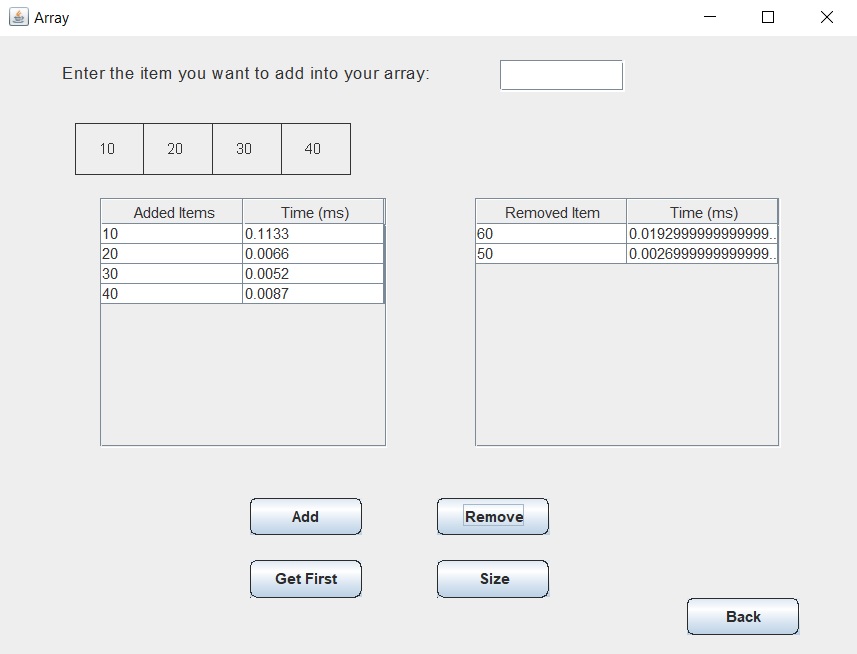 Array
Enter the item you want to add into your array:
10 20 30 40
Added Items Time (ms)
10 0.1133
20 0.0066
30 0.0052
40 0.0087
Removed Item Time (ms)
60 0.0192999999999999..
50 0.0026999999999999..
Add Remove
Get First Size
Back